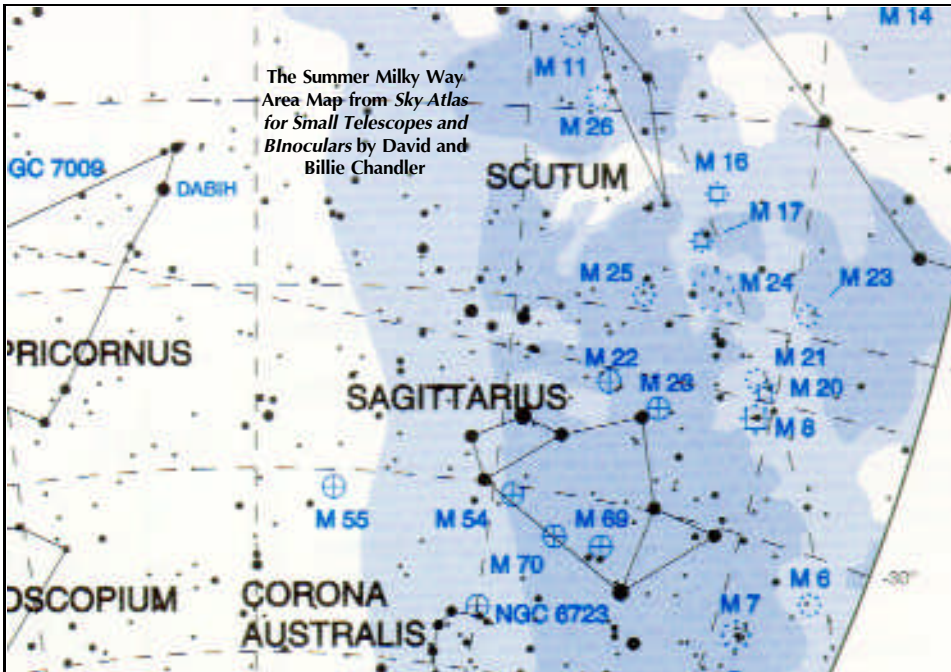 M 14
M 11
The Summer Milky Way
Area Map from Sky Atlas
for Small Telescopes and
BInoculars by David and
Billie Chandler
M 26
GC 7009
DABIH
SCUTUM
M 16
M 17
M 25
M 24
M 23
PRICORNUS
M 22
M 21
M 28
M 20
SAGITTARIUS
M 8
M 55
M 54
M 69
M 70
-30°
M 6
OSCOPIUM
CORONA
AUSTRALIS
NGC 6723
M 7